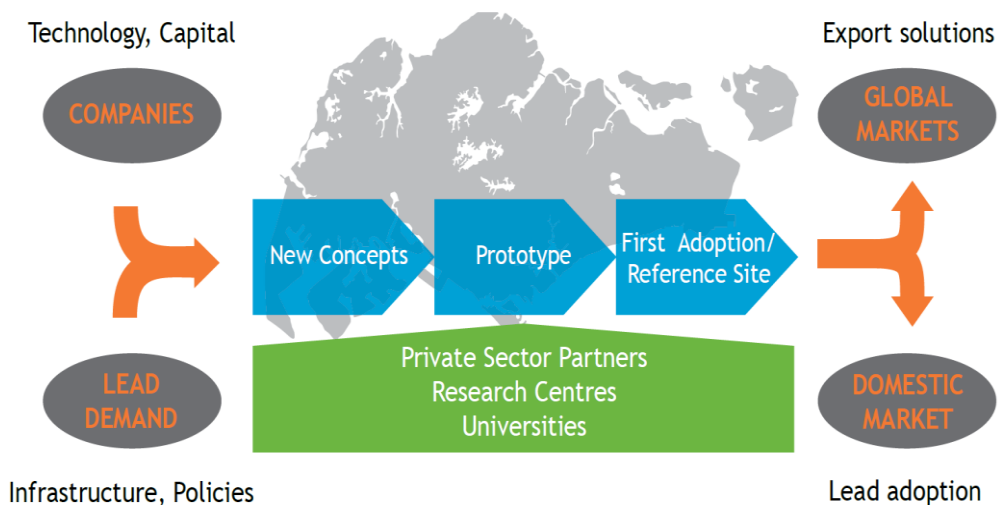 Technology, Capital
COMPANIES
LEAD
DEMAND
Infrastructure, Policies
New Concepts
Prototype
First Adoption/
Reference Site
Private Sector Partners
Research Centres
Universities
Export solutions
GLOBAL
MARKETS
DOMESTIC
MARKET
Lead adoption